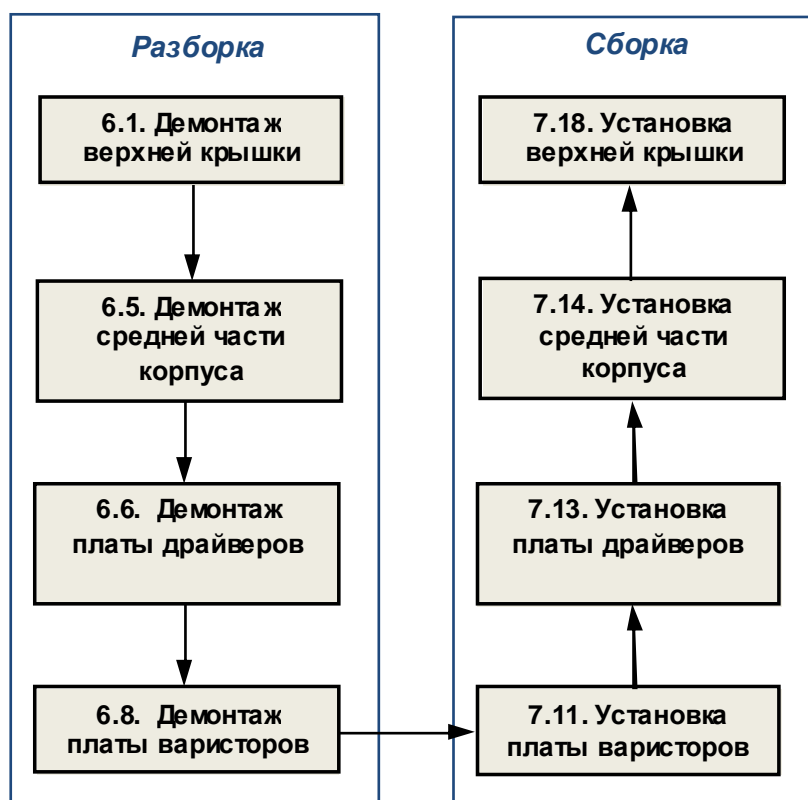 Разборка
6.1. Демонтаж
верхней крышки
6.5. Демонтаж
средней части
корпуса
6.6. Демонтаж
платы драйверов
6.8. Демонтаж
платы варисторов
Сборка
7.18. Установка
верхней крышки
7.14. Установка
средней части
корпуса
7.13. Установка
платы драйверов
7.11. Установка
платы варисторов